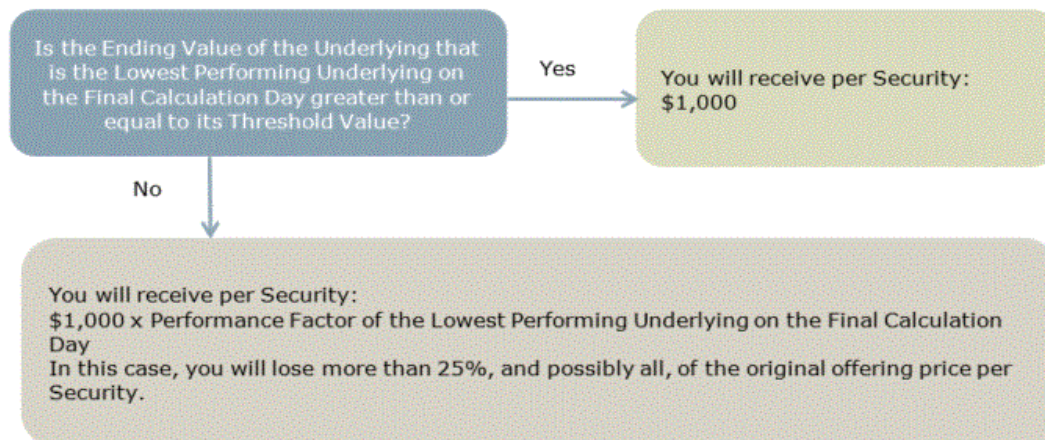 Is the Ending Value of the Underlying that
is the Lowest Performing Underlying on
the Final Calculation Day greater than or
equal to its Threshold Value?
Yes
You will receive per Security:
$1,000
No
You will receive per Security:
$1,000 x Performance Factor of the Lowest Performing Underlying on the Final Calculation
Day
In this case, you will lose more than 25%, and possibly all, of the original offering price per
Security.